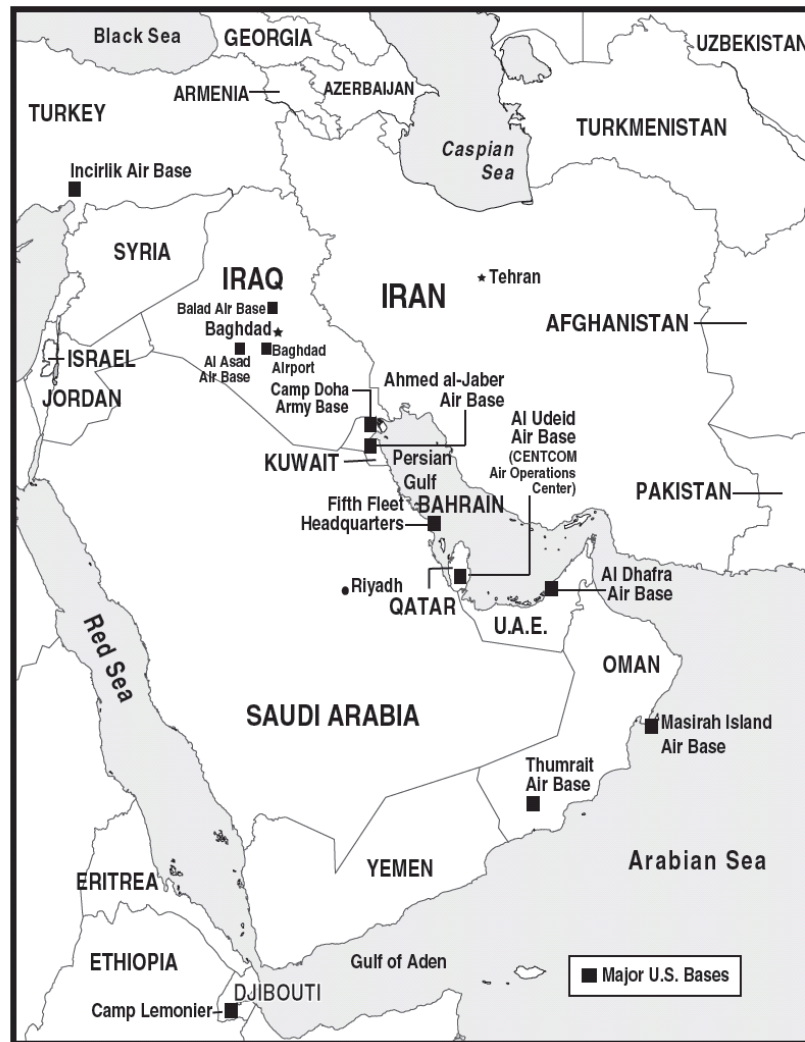 Black Sea
GEORGIA
UZBEKISTAN
ARMENIA
AZERBAIJAN
TURKEY
TURKMENISTAN
Caspian
Sea
Incirlik Air Base
SYRIA
IRAQ
Tehran
IRAN
Balad Air Base
Baghdad
AFGHANISTAN
ISRAEL
Al Asad
Air Base
Baghdad
Airport
JORDAN
Camp Doha
Army Base
Ahmed al-Jaber
Air Base
Al Udeid
Air Base
(CENTCOM
Air Operations
Center)
KUWAIT
Persian
Gulf
PAKISTAN
Fifth Fleet
Headquarters
BAHRAIN
Riyadh
QATAR
Al Dhafra
Air Base
U.A.E.
Red Sea
OMAN
SAUDI ARABIA
Masirah Island
Air Base
Thumrait
Air Base
YEMEN
Arabian Sea
ERITREA
ETHIOPIA
Gulf of Aden
Major U.S. Bases
DJIBOUTI
Camp Lemonier